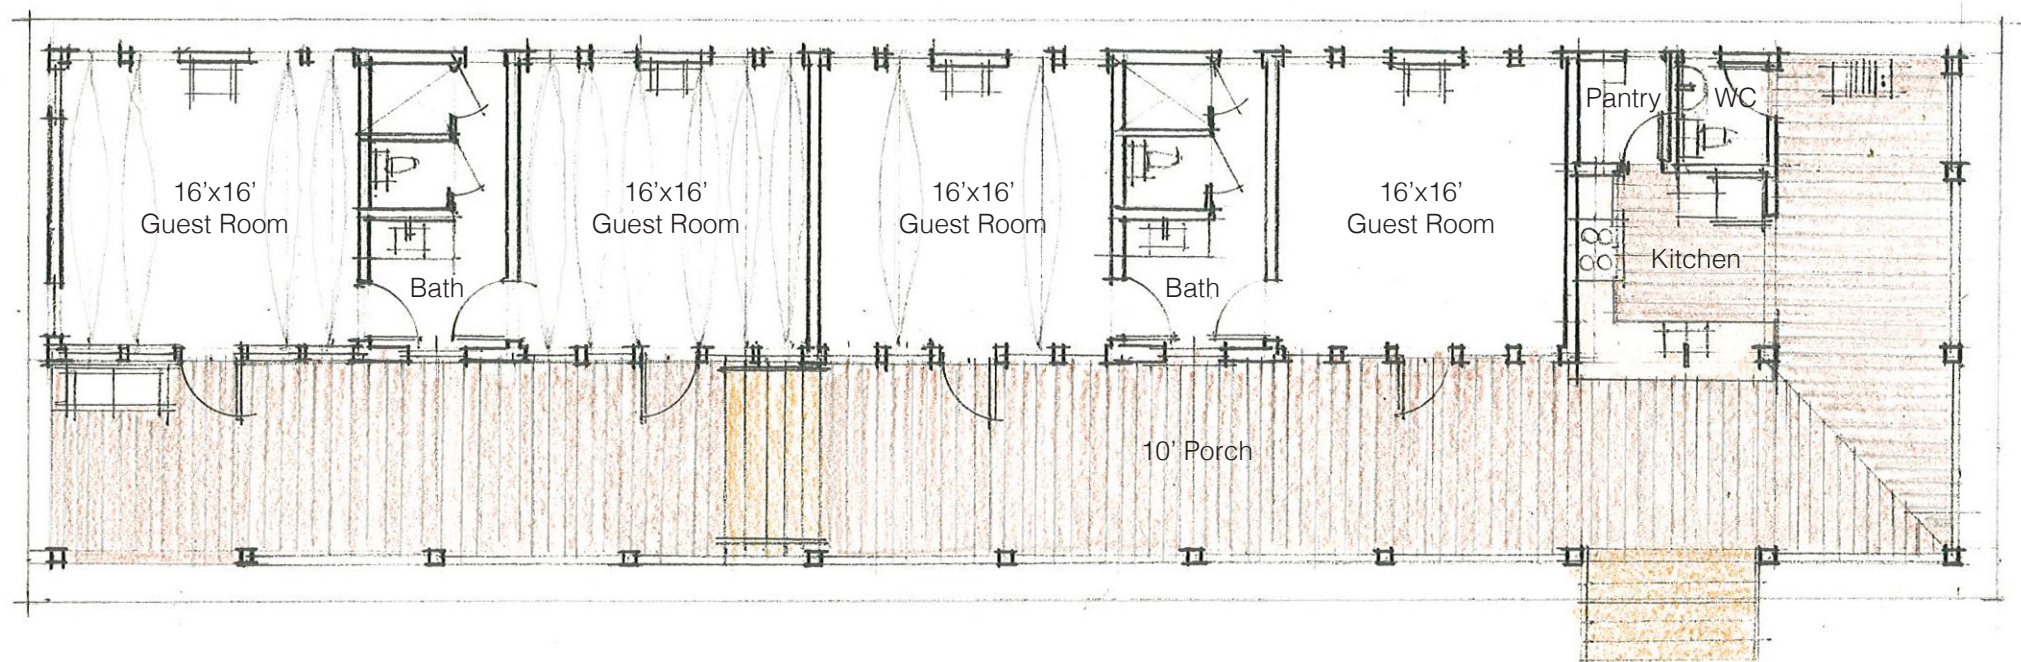 Pantry
WC
16’x16’
Guest Room
16’x16’
Guest Room
16’x16’
Guest Room
16’x16’
Guest Room
Kitchen
Bath
Bath
10’ Porch